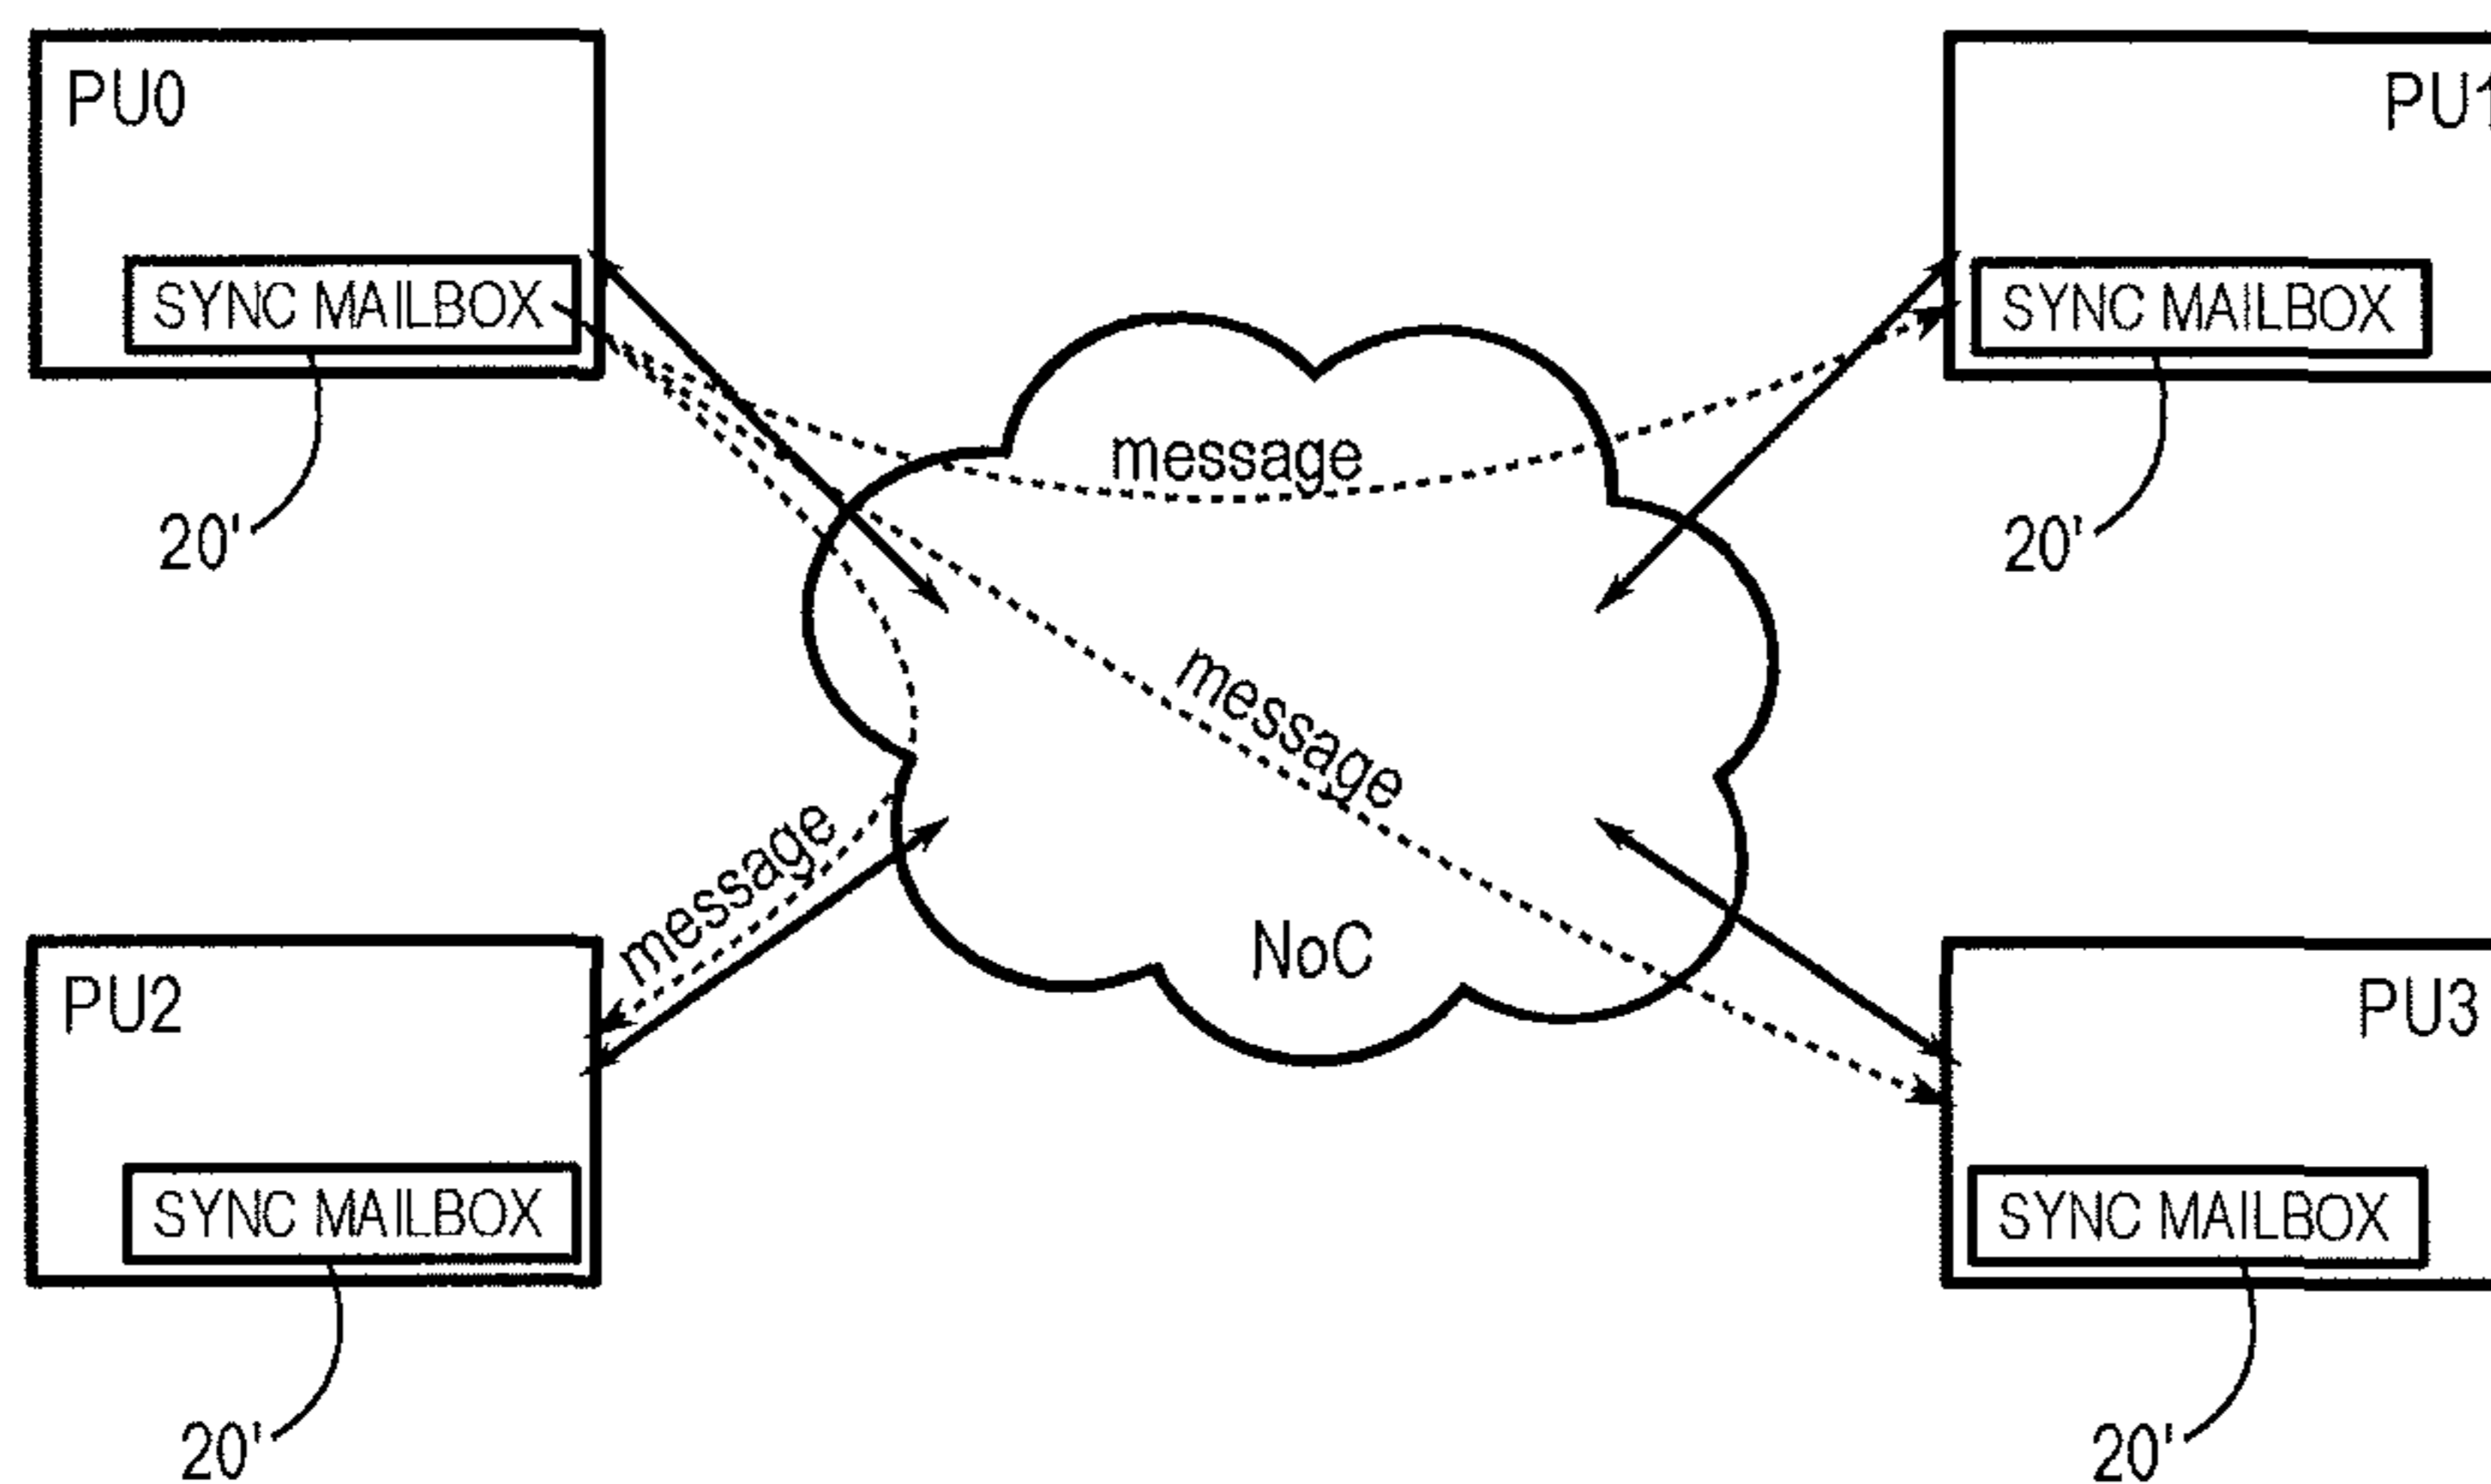 PU0
PU1
SYNC MAILBOX
SYNC MAILBOX
message
20'
20'
message
message
NoC
PU2
PU3
SYNC MAILBOX
SYNC MAILBOX
20'
20'